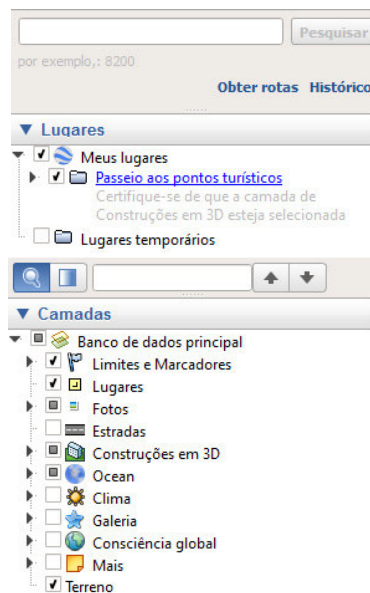 Pesquisar
por exemplo,: 8200
Obter rotas Histórico
Lugares
Meus lugares
Passeio aos pontos turísticos
Certifique-se de que a camada de
Construções em 3D esteja selecionada
Lugares temporários
Camadas
Banco de dados principal
Limites e Marcadores
Lugares
Fotos
Estradas
Construções em 3D
Ocean
Clima
Galeria
Consciência global
Mais
Terreno